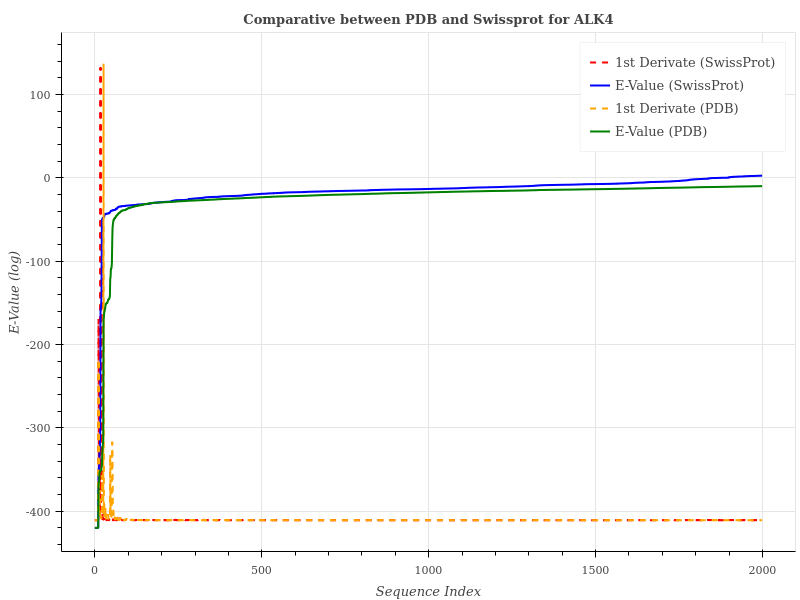 Comparative between PDB and Swissprot for ALK4
1st Derivate (SwissProt)
E-Value (SwissProt)
1st Derivate (PDB)
E-Value (PDB)
E-Value (log)
100
0
-100
-200
-300
-400
0
500
1000
1500
2000
Sequence Index